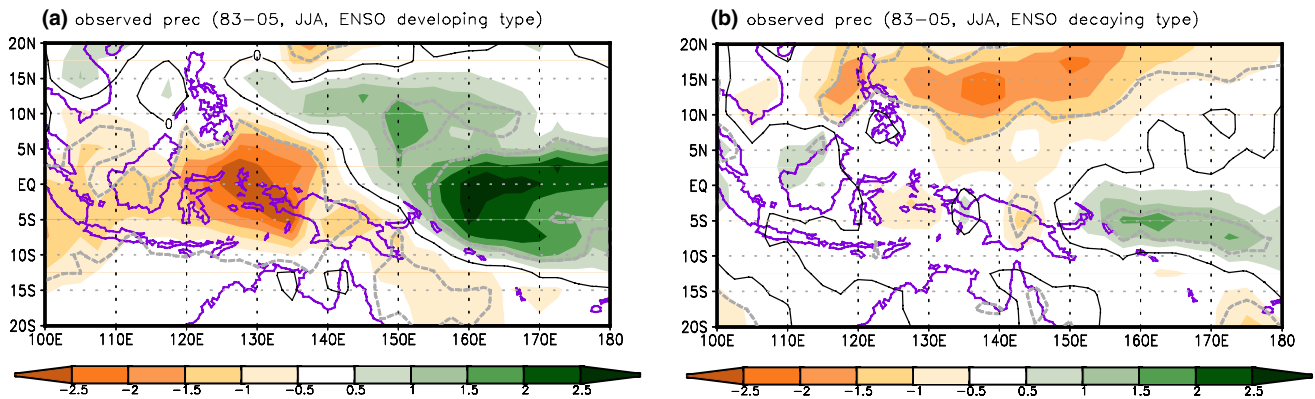 (a) observed prec (83-05, JJA, ENSO developing type)
20N
15N
10N
5N
EQ
5S
10S
15S
20S
0
0
100E 110E 120E 130E 140E 150E 160E 170E 180
-2.5 -2 -1.5 -1 -0.5 0.5 1 1.5 2 2.5
(b) observed prec (83-05, JJA, ENSO decaying type)
20N
15N
10N
5N
EQ
5S
10S
15S
20S
100E 110E 120E 130E 140E 150E 160E 170E 180
-2.5 -2 -1.5 -1 -0.5 0.5 1 1.5 2 2.5